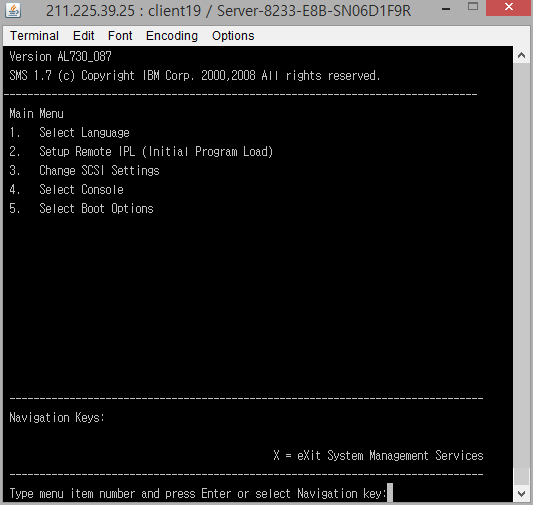 211.225.39.25 : client19 / Server-8233-E8B-SN06D1F9R
Terminal Edit Font Encoding Options
Version AL730_087
SMS 1.7 (c) Copyright IBM Corp. 2000,2008 All rights reserved.
-------------------------------------------------------------------------------
Main Menu
1. Select Language
2. Setup Remote IPL (Initial Program Load)
3. Change SCSI Settings
4. Select Console
5. Select Boot Options
-------------------------------------------------------------------------------
Navigation Keys:
X = eXit System Management Services
-------------------------------------------------------------------------------
Type menu item number and press Enter or select Navigation key: